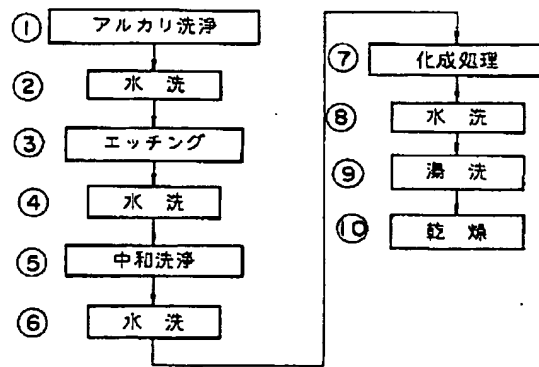 ① アルカリ洗浄
② 水洗
③ エッチング
④ 水洗
⑤ 中和洗浄
⑥ 水洗
⑦ 化成処理
⑧ 水洗
⑨ 湯洗
⑩ 乾燥